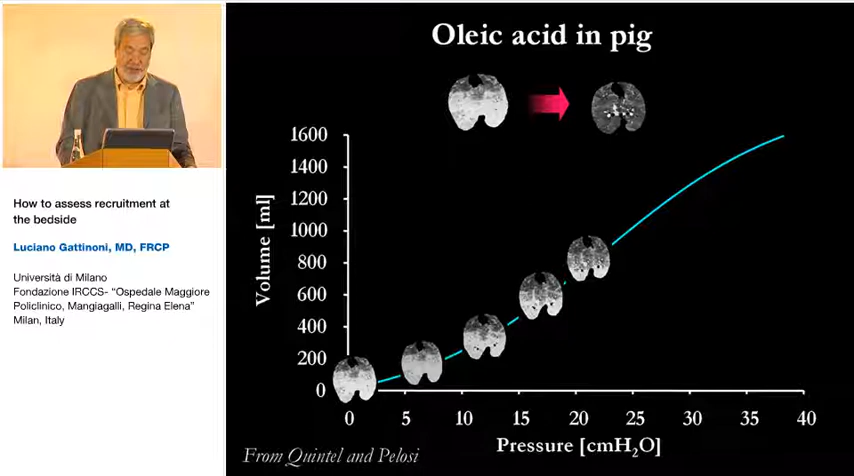 How to assess recruitment at
the bedside
Luciano Gattinoni, MD, FRCP
Università di Milano
Fondazione IRCCS- “Ospedale Maggiore
Policlinico, Mangiagalli, Regina Elena”
Milan, Italy
Oleic acid in pig
Volume [ml]
1600
1400
1200
1000
800
600
400
200
0
0 5 10 15 20 25 30 35 40
Pressure [cmH₂O]
From Quintel and Pelosi